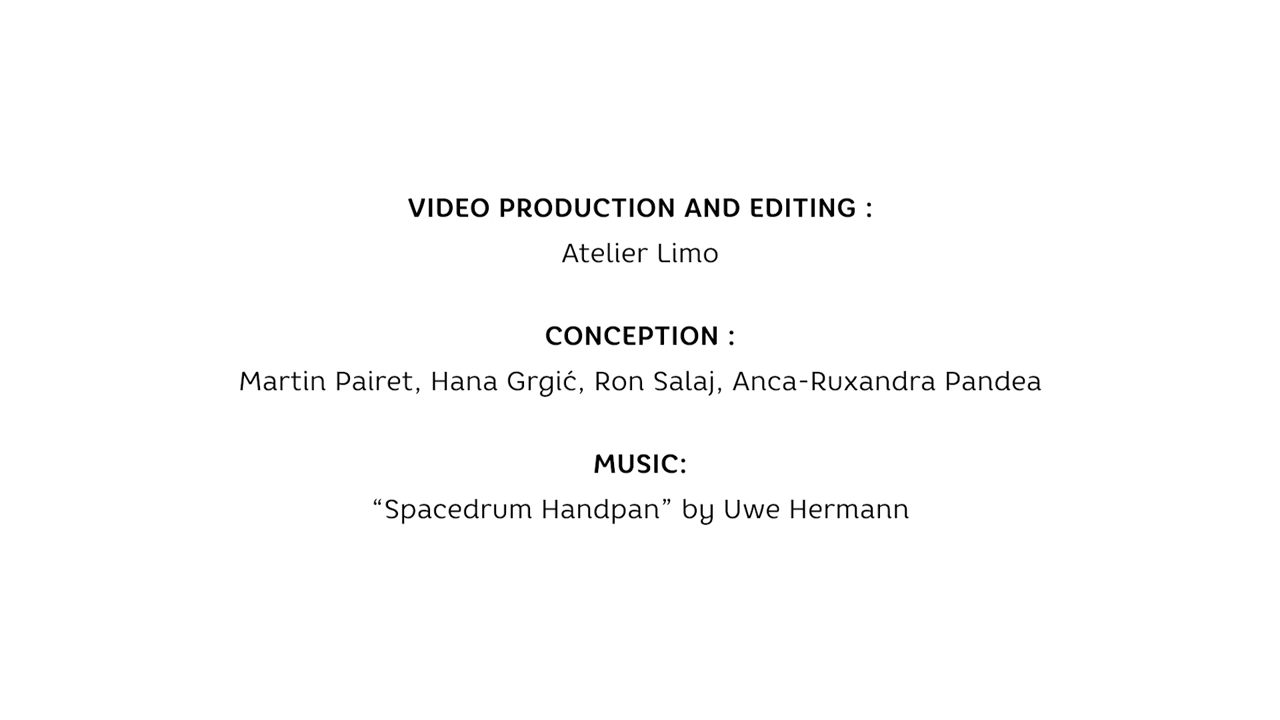 VIDEO PRODUCTION AND EDITING :
Atelier Limo
CONCEPTION :
Martin Pairet, Hana Grgić, Ron Salaj, Anca-Ruxandra Pandea
MUSIC:
“Spacedrum Handpan” by Uwe Hermann